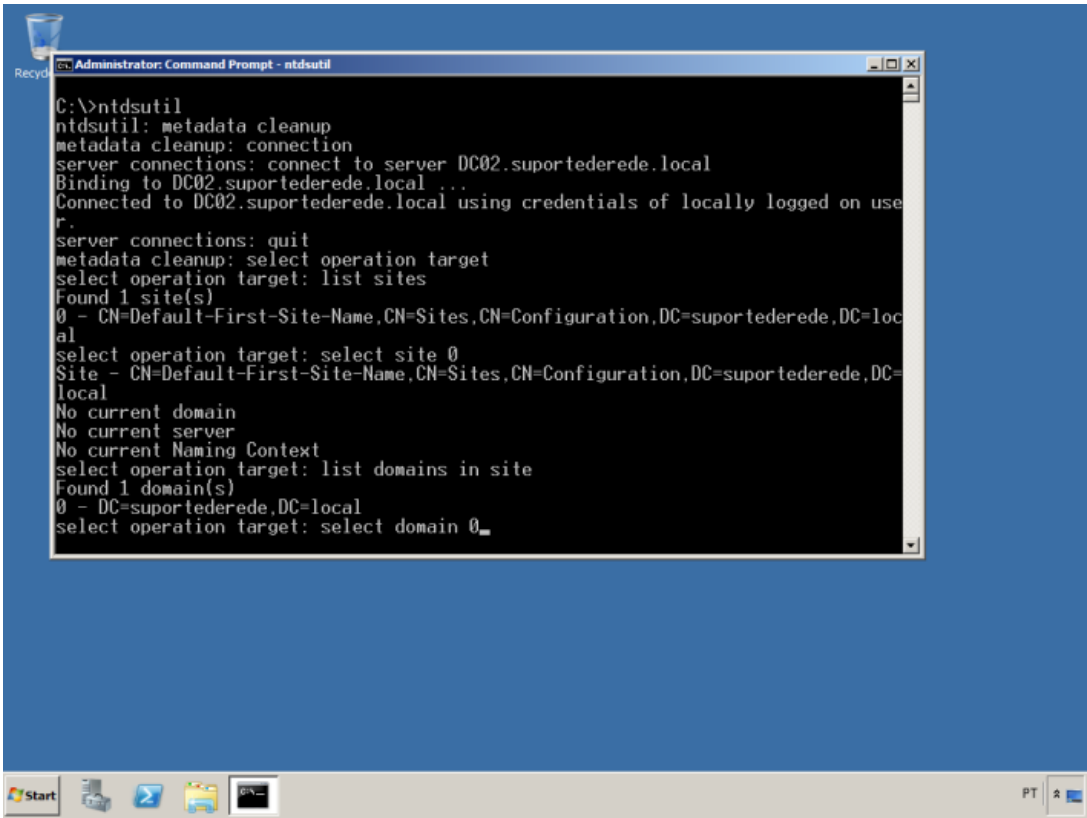 Recyc
Administrator: Command Prompt - ntdsutil
C:\>ntdsutil
ntdsutil: metadata cleanup
metadata cleanup: connection
server connections: connect to server DC02.suportederede.local
Binding to DC02.suportederede.local ...
Connected to DC02.suportederede.local using credentials of locally logged on use
r.
server connections: quit
metadata cleanup: select operation target
select operation target: list sites
Found 1 site(s)
0 - CN=Default-First-Site-Name,CN=Sites,CN=Configuration,DC=suportederede,DC=loc
al
select operation target: select site 0
Site - CN=Default-First-Site-Name,CN=Sites,CN=Configuration,DC=suportederede,DC=
local
No current domain
No current server
No current Naming Context
select operation target: list domains in site
Found 1 domain(s)
0 - DC=suportederede,DC=local
select operation target: select domain 0
Start
PT